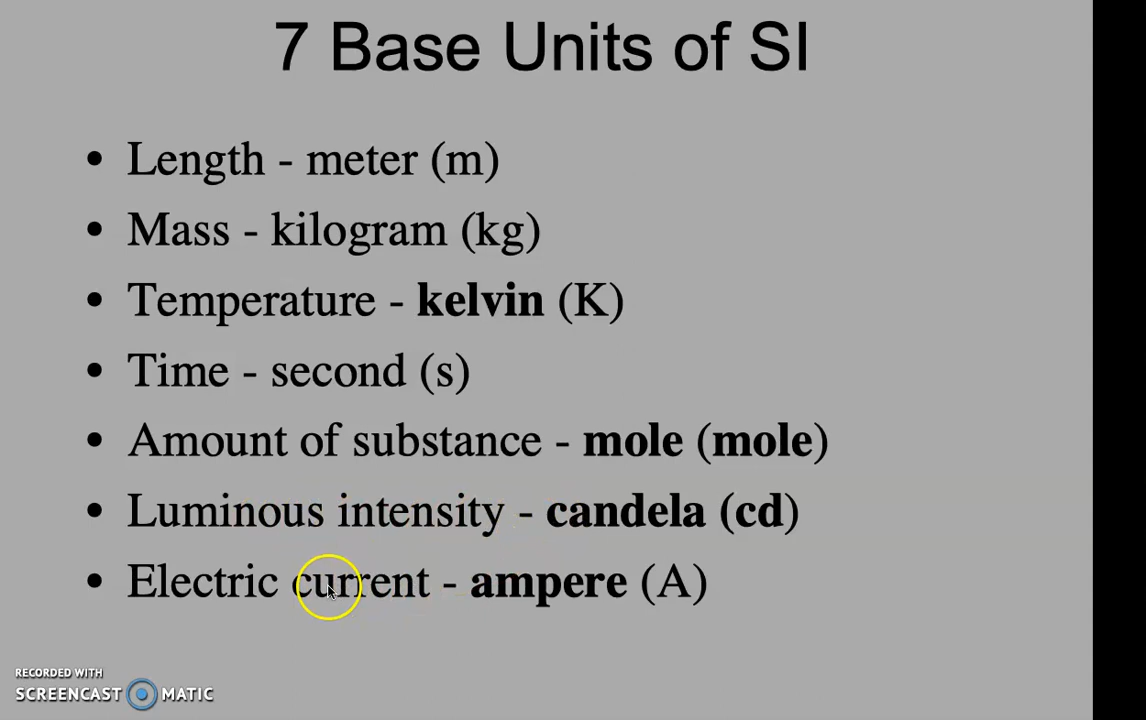 7 Base Units of SI
• Length - meter (m)
• Mass - kilogram (kg)
• Temperature - kelvin (K)
• Time - second (s)
• Amount of substance - mole (mole)
• Luminous intensity - candela (cd)
• Electric current - ampere (A)
RECORDED WITH
SCREENCAST MATIC